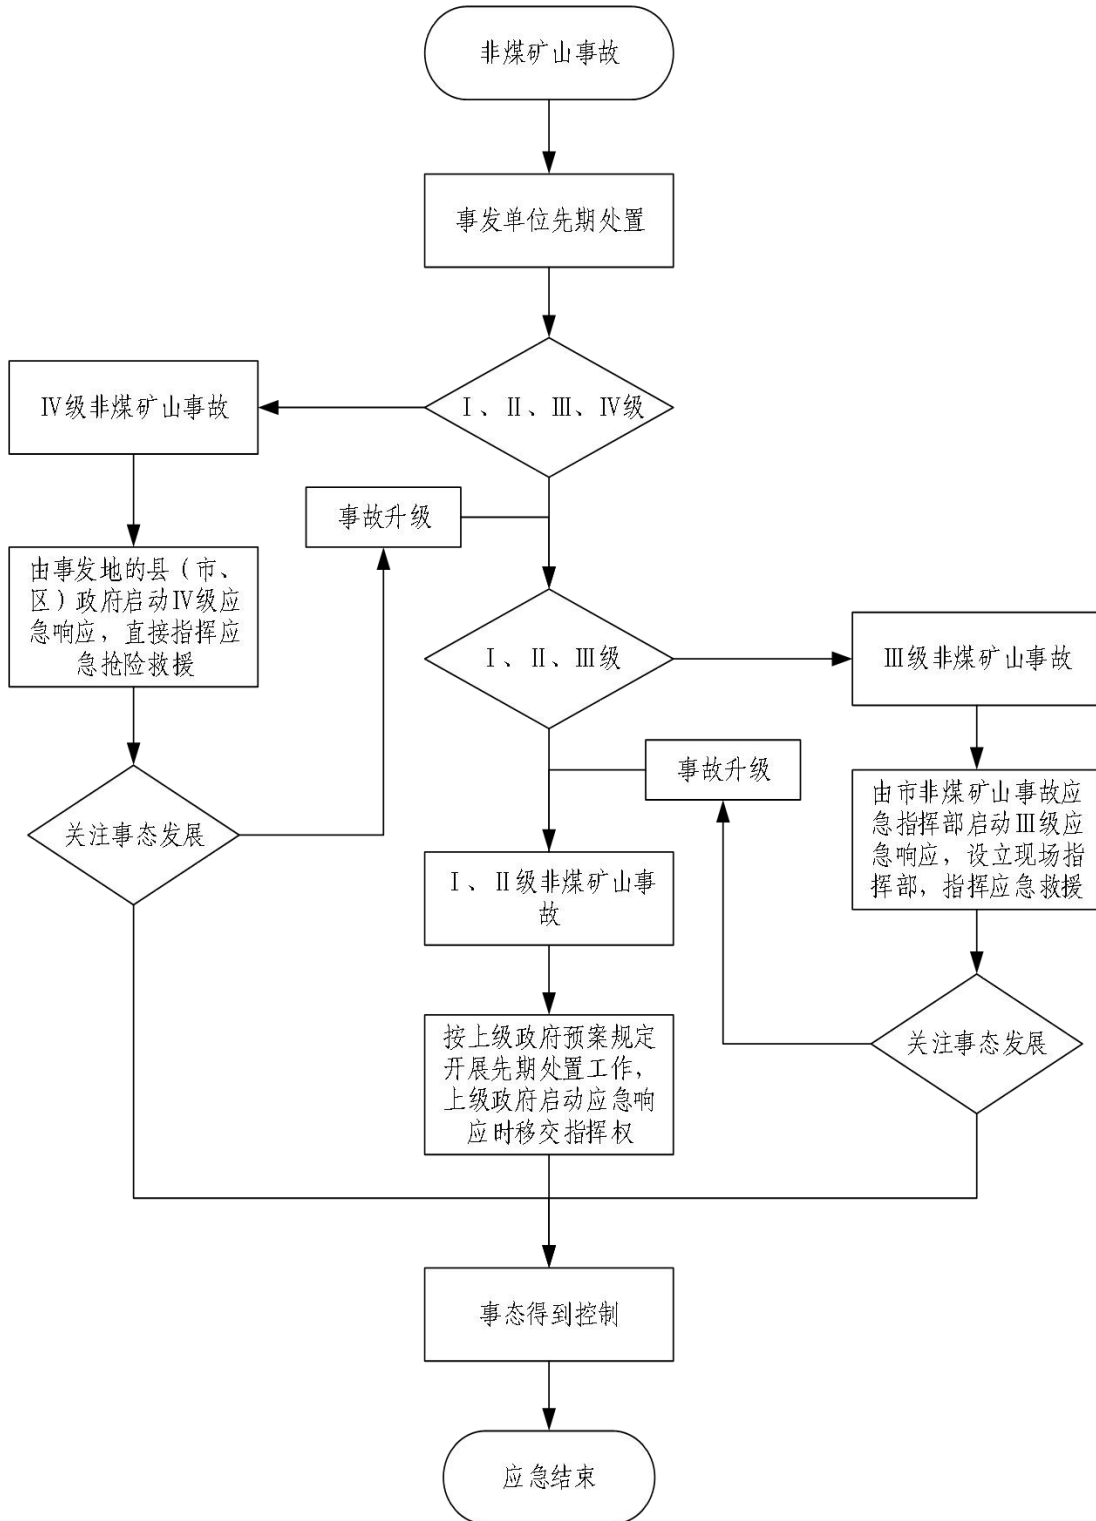 非煤矿山事故
事发单位先期处置
Ⅰ、Ⅱ、Ⅲ、Ⅳ级
Ⅳ级非煤矿山事故
事故升级
由事发地的县（市、
区）政府启动Ⅳ级应
急响应，直接指挥应
急抢险救援
Ⅰ、Ⅱ、Ⅲ级
Ⅲ级非煤矿山事故
事故升级
由市非煤矿山事故应
急指挥部启动Ⅲ级应
急响应，设立现场指
挥部，指挥应急救援
关注事态发展
Ⅰ、Ⅱ级非煤矿山事
故
按上级政府预案规定
开展先期处置工作，
上级政府启动应急响
应时移交指挥权
关注事态发展
事态得到控制
应急结束